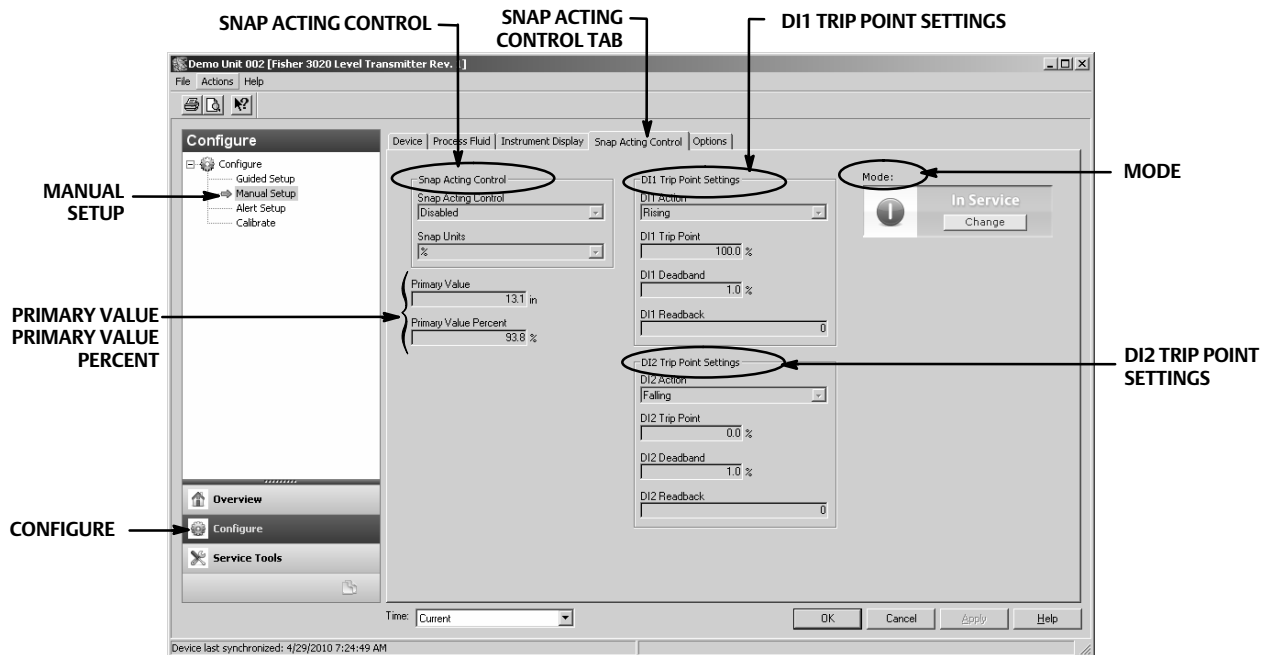 SNAP ACTING CONTROL
SNAP ACTING
CONTROL TAB
DI1 TRIP POINT SETTINGS
Demo Unit 002 [Fisher 3020 Level Transmitter Rev. 1]
File Actions Help
Configure
Configure
Guided Setup
Manual Setup
Alert Setup
Calibrate
MANUAL
SETUP
Device Process Fluid Instrument Display Snap Acting Control Options
Snap Acting Control
Snap Acting Control
Disabled
Snap Units
%
Primary Value
13.1 in
Primary Value Percent
93.8 %
PRIMARY VALUE
PRIMARY VALUE
PERCENT
DI1 Trip Point Settings
DI1 Action
Rising
DI1 Trip Point
100.0 %
DI1 Deadband
1.0 %
DI1 Readback
0
DI2 Trip Point Settings
DI2 Action
Falling
DI2 Trip Point
0.0 %
DI2 Deadband
1.0 %
DI2 Readback
0
Mode:
In Service
Change
MODE
DI2 TRIP POINT
SETTINGS
Overview
Configure
Service Tools
CONFIGURE
Time: Current
OK Cancel Apply Help
Device last synchronized: 4/29/2010 7:24:49 AM